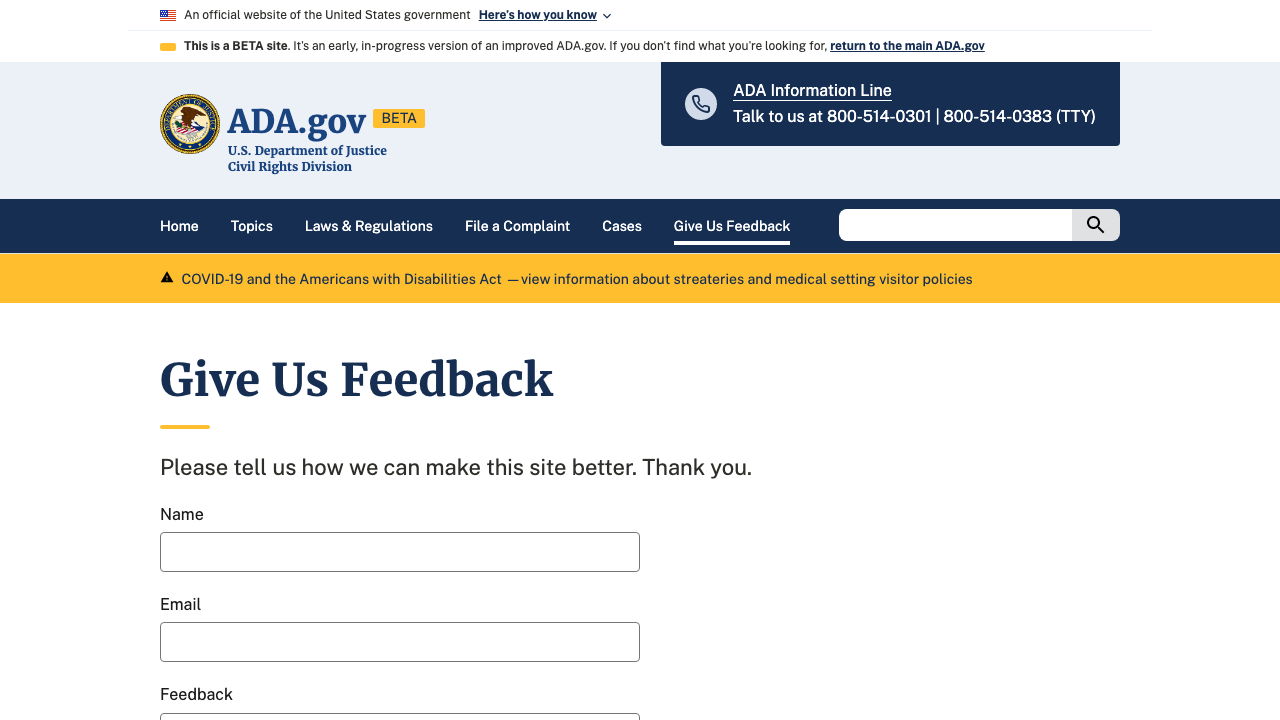 An official website of the United States government Here's how you know
This is a BETA site. It's an early, in-progress version of an improved ADA.gov. If you don't find what you're looking for, return to the main ADA.gov
ADA.gov BETA
U.S. Department of Justice
Civil Rights Division
ADA Information Line
Talk to us at 800-514-0301 | 800-514-0383 (TTY)
Home Topics Laws & Regulations File a Complaint Cases Give Us Feedback
COVID-19 and the Americans with Disabilities Act — view information about streateries and medical setting visitor policies
Give Us Feedback
Please tell us how we can make this site better. Thank you.
Name
Email
Feedback